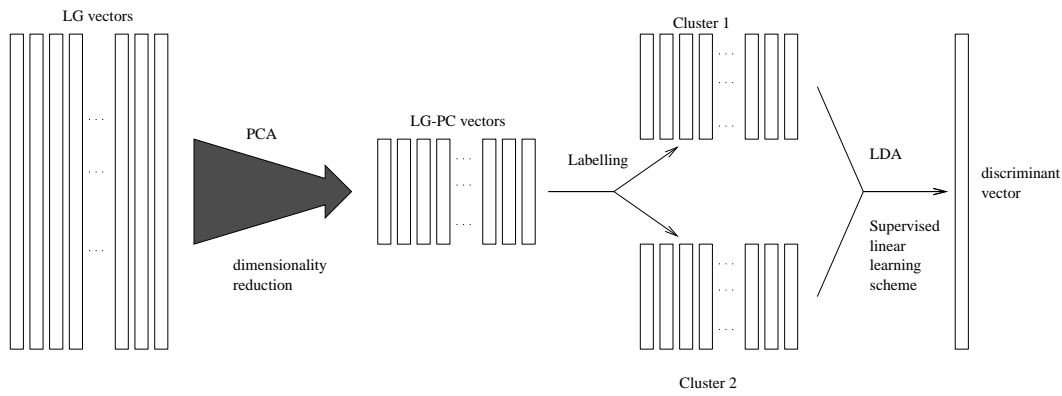 LG vectors
. . .
. . .
. . .
PCA
dimensionality
reduction
LG-PC vectors
. . .
. . .
. . .
Labelling
Cluster 1
. . .
. . .
. . .
. . .
. . .
. . .
Cluster 2
LDA
Supervised
linear
learning
scheme
discriminant
vector